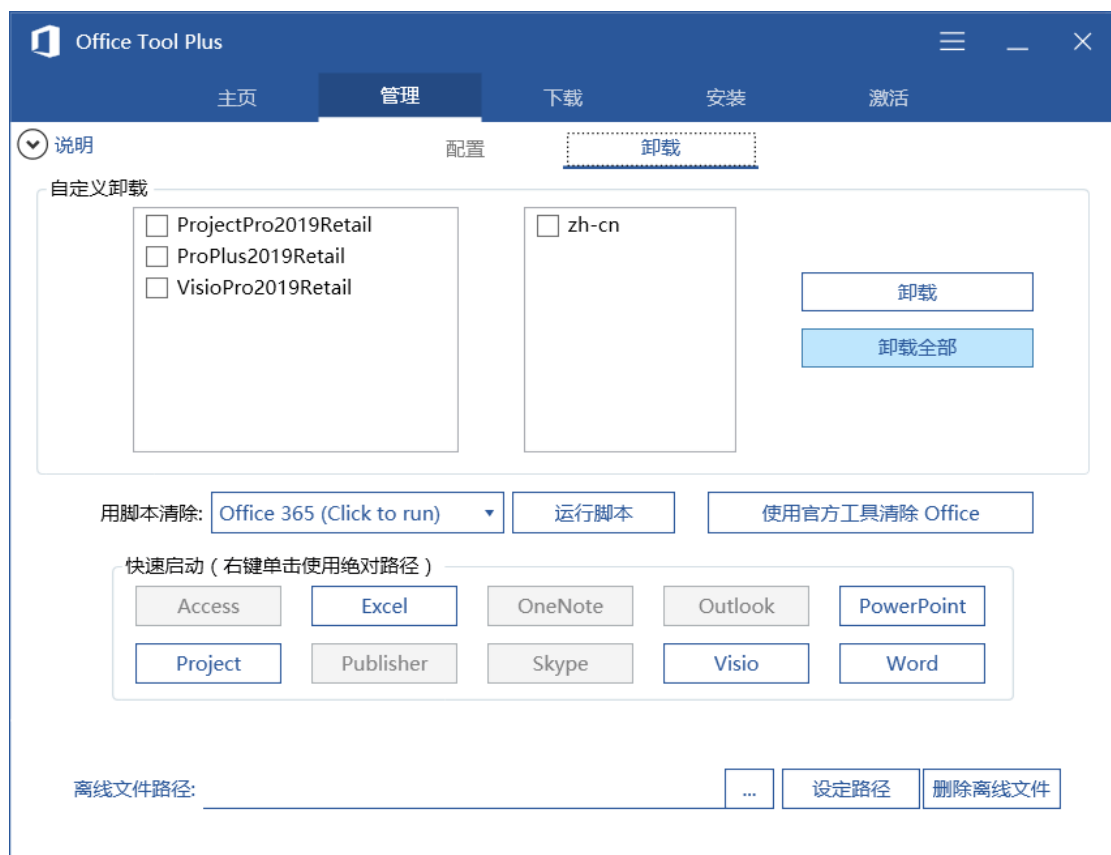 Office Tool Plus
主页 管理 下载 安装 激活
说明 配置 卸载
自定义卸载
ProjectPro2019Retail zh-cn
ProPlus2019Retail
VisioPro2019Retail
卸载
卸载全部
用脚本清除: Office 365 (Click to run) 运行脚本 使用官方工具清除 Office
快速启动（右键单击使用绝对路径）
Access Excel OneNote Outlook PowerPoint
Project Publisher Skype Visio Word
离线文件路径: ... 设定路径 删除离线文件